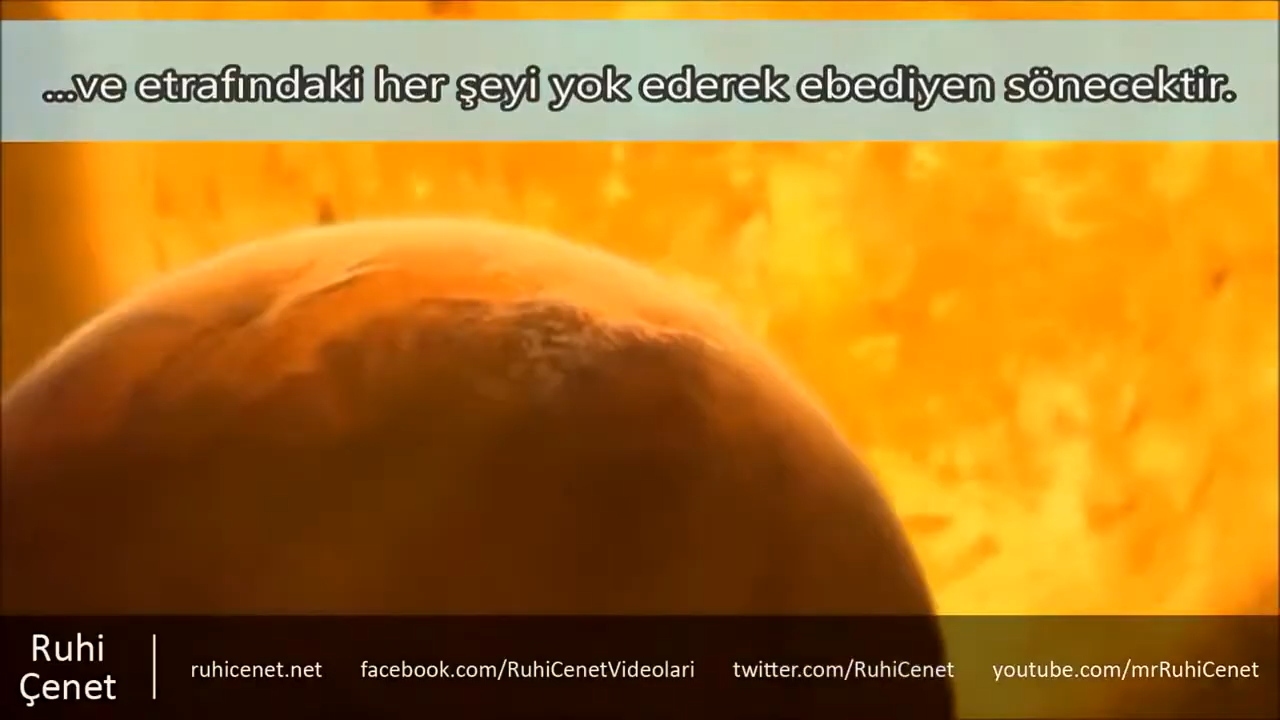 ...ve etrafındaki her şeyi yok ederek ebediyen sönecektir.
Ruhi
Çenet
ruhicenet.net facebook.com/RuhiCenetVideolari twitter.com/RuhiCenet youtube.com/mrRuhiCenet